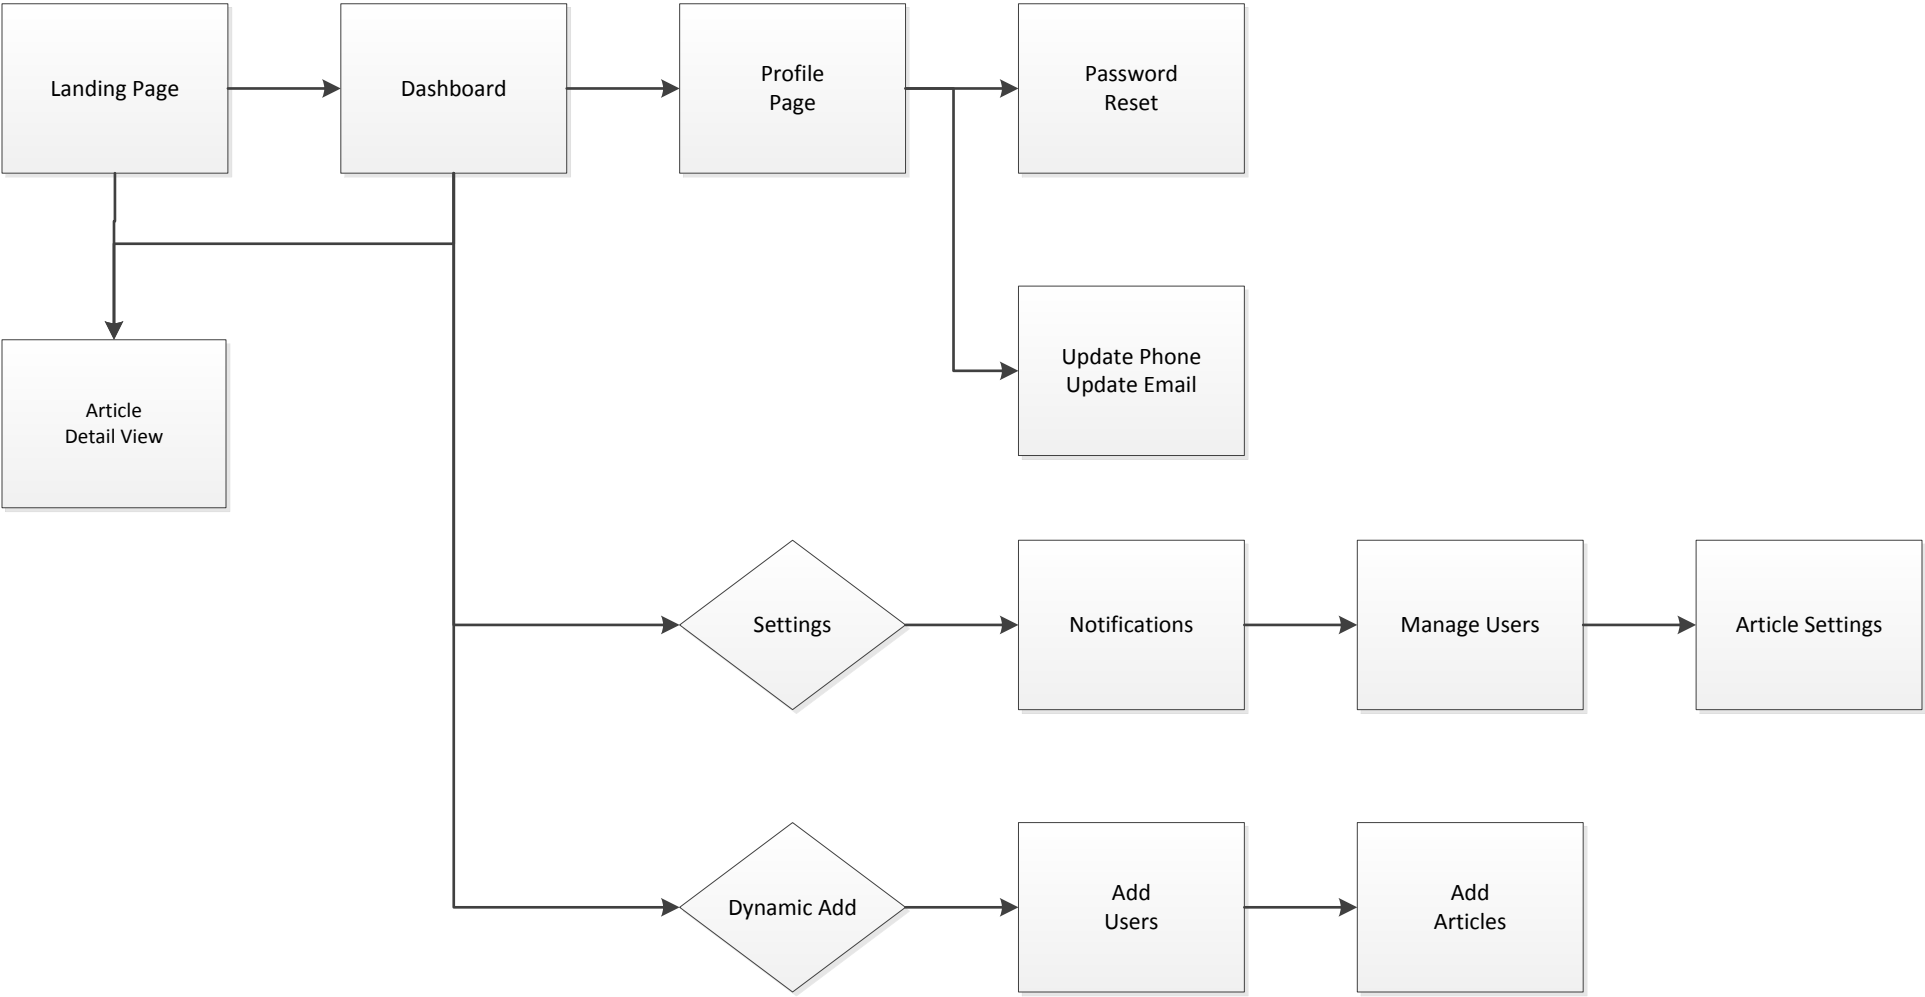 Landing Page
Dashboard
Profile
Page
Password
Reset
Update Phone
Update Email
Article
Detail View
Settings
Notifications
Manage Users
Article Settings
Dynamic Add
Add
Users
Add
Articles